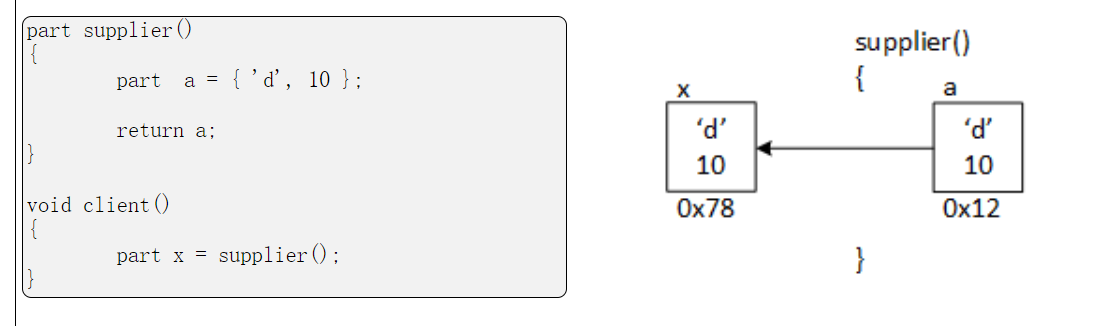 part supplier()
{
part a = { 'd', 10 };
return a;
}
void client()
{
part x = supplier();
}
supplier()
{
x
a
‘d’
10
‘d’
10
0x78
0x12
}